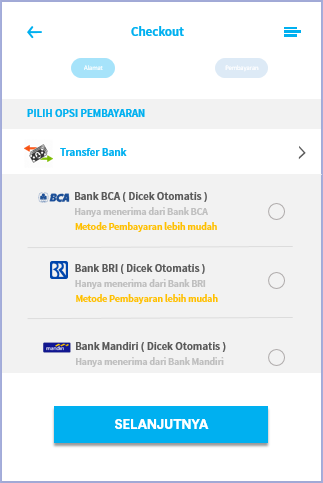 Checkout
Alamat
Pembayaran
PILIH OPSI PEMBAYARAN
Transfer Bank
BCA
Bank BCA ( Dicek Otomatis )
Hanya menerima dari Bank BCA
Metode Pembayaran lebih mudah
BRI
Bank BRI ( Dicek Otomatis )
Hanya menerima dari Bank BRI
Metode Pembayaran lebih mudah
mandiri
Bank Mandiri ( Dicek Otomatis )
Hanya menerima dari Bank Mandiri
SELANJUTNYA